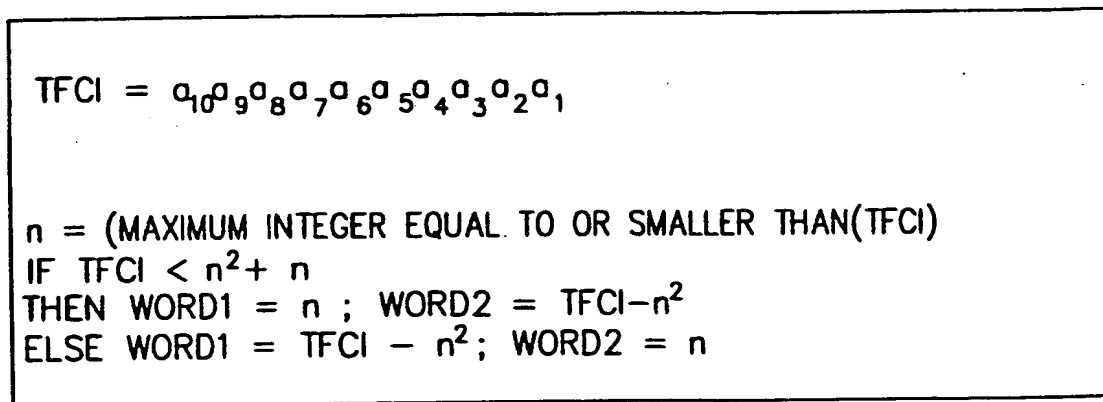 TFCI = a₁₀a₉a₈a₇a₆a₅a₄a₃a₂a₁
n = (MAXIMUM INTEGER EQUAL TO OR SMALLER THAN(TFCI)
IF TFCI < n²+ n
THEN WORD1 = n ; WORD2 = TFCI-n²
ELSE WORD1 = TFCI - n²; WORD2 = n